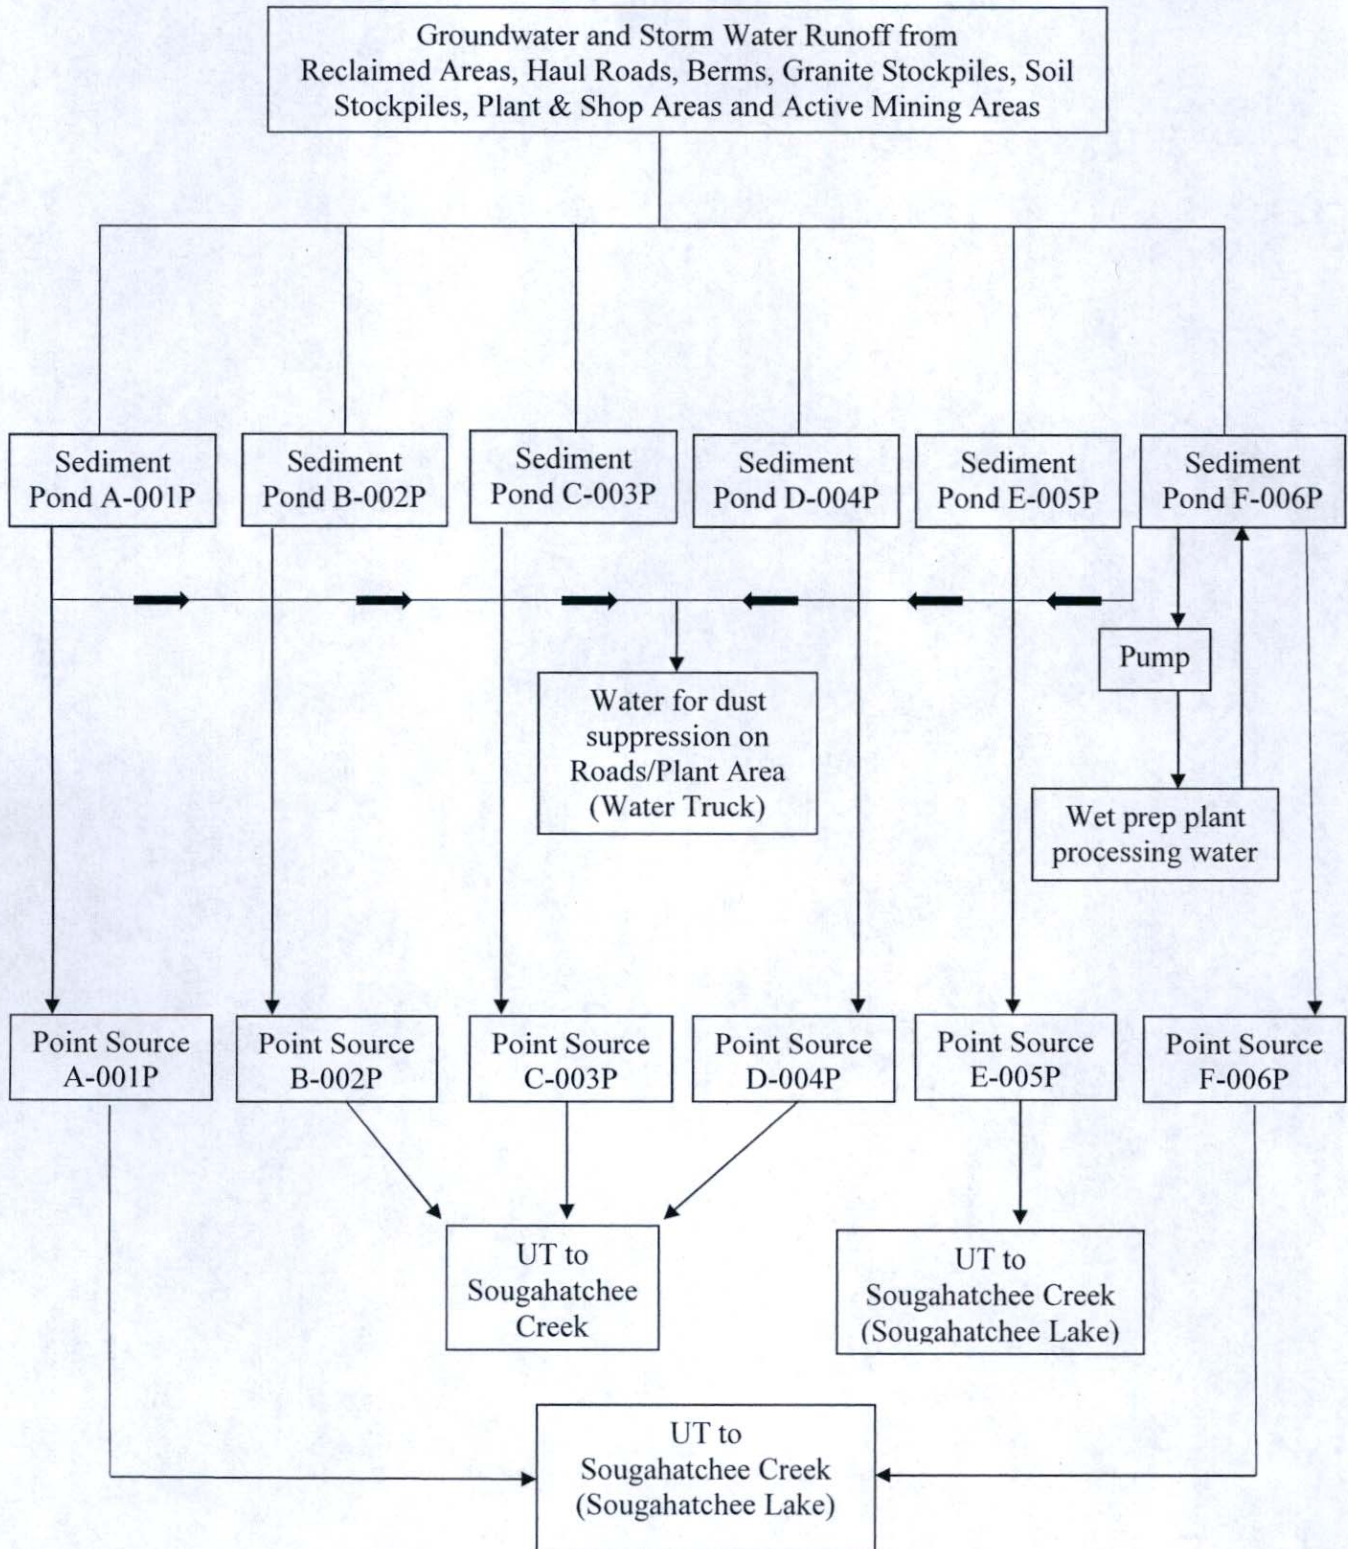 Groundwater and Storm Water Runoff from
Reclaimed Areas, Haul Roads, Berms, Granite Stockpiles, Soil
Stockpiles, Plant & Shop Areas and Active Mining Areas
Sediment
Pond A-001P
Sediment
Pond B-002P
Sediment
Pond C-003P
Sediment
Pond D-004P
Sediment
Pond E-005P
Sediment
Pond F-006P
Pump
Water for dust
suppression on
Roads/Plant Area
(Water Truck)
Wet prep plant
processing water
Point Source
A-001P
Point Source
B-002P
Point Source
C-003P
Point Source
D-004P
Point Source
E-005P
Point Source
F-006P
UT to
Sougahatchee
Creek
UT to
Sougahatchee Creek
(Sougahatchee Lake)
UT to
Sougahatchee Creek
(Sougahatchee Lake)